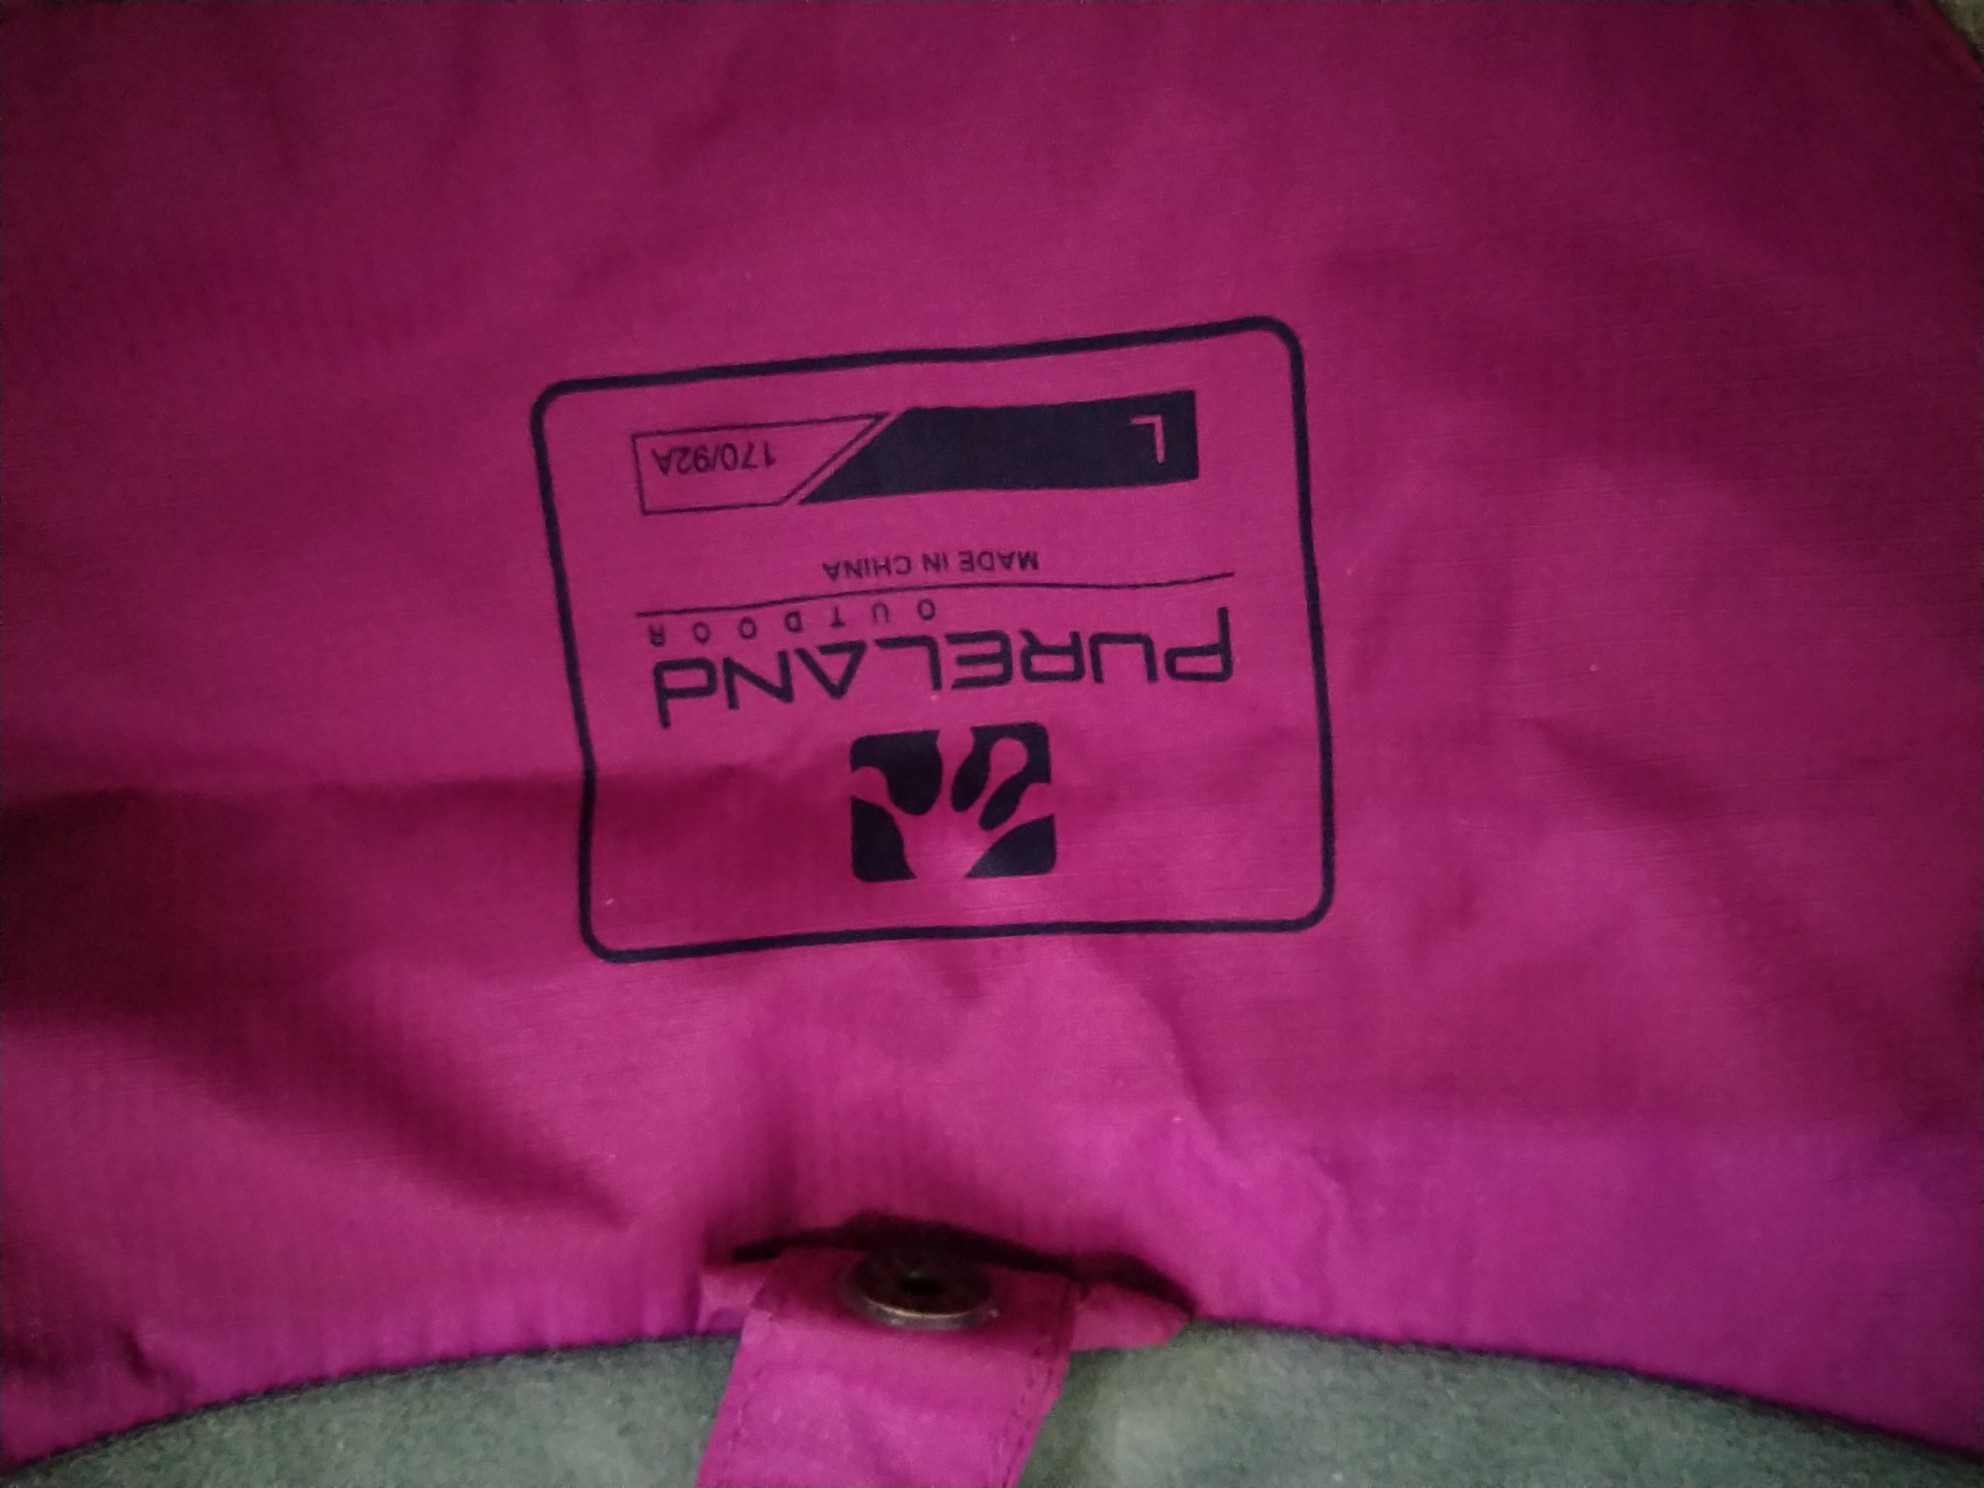 PURELANd
OUTDOOR
MADE IN CHINA
L 170/92A